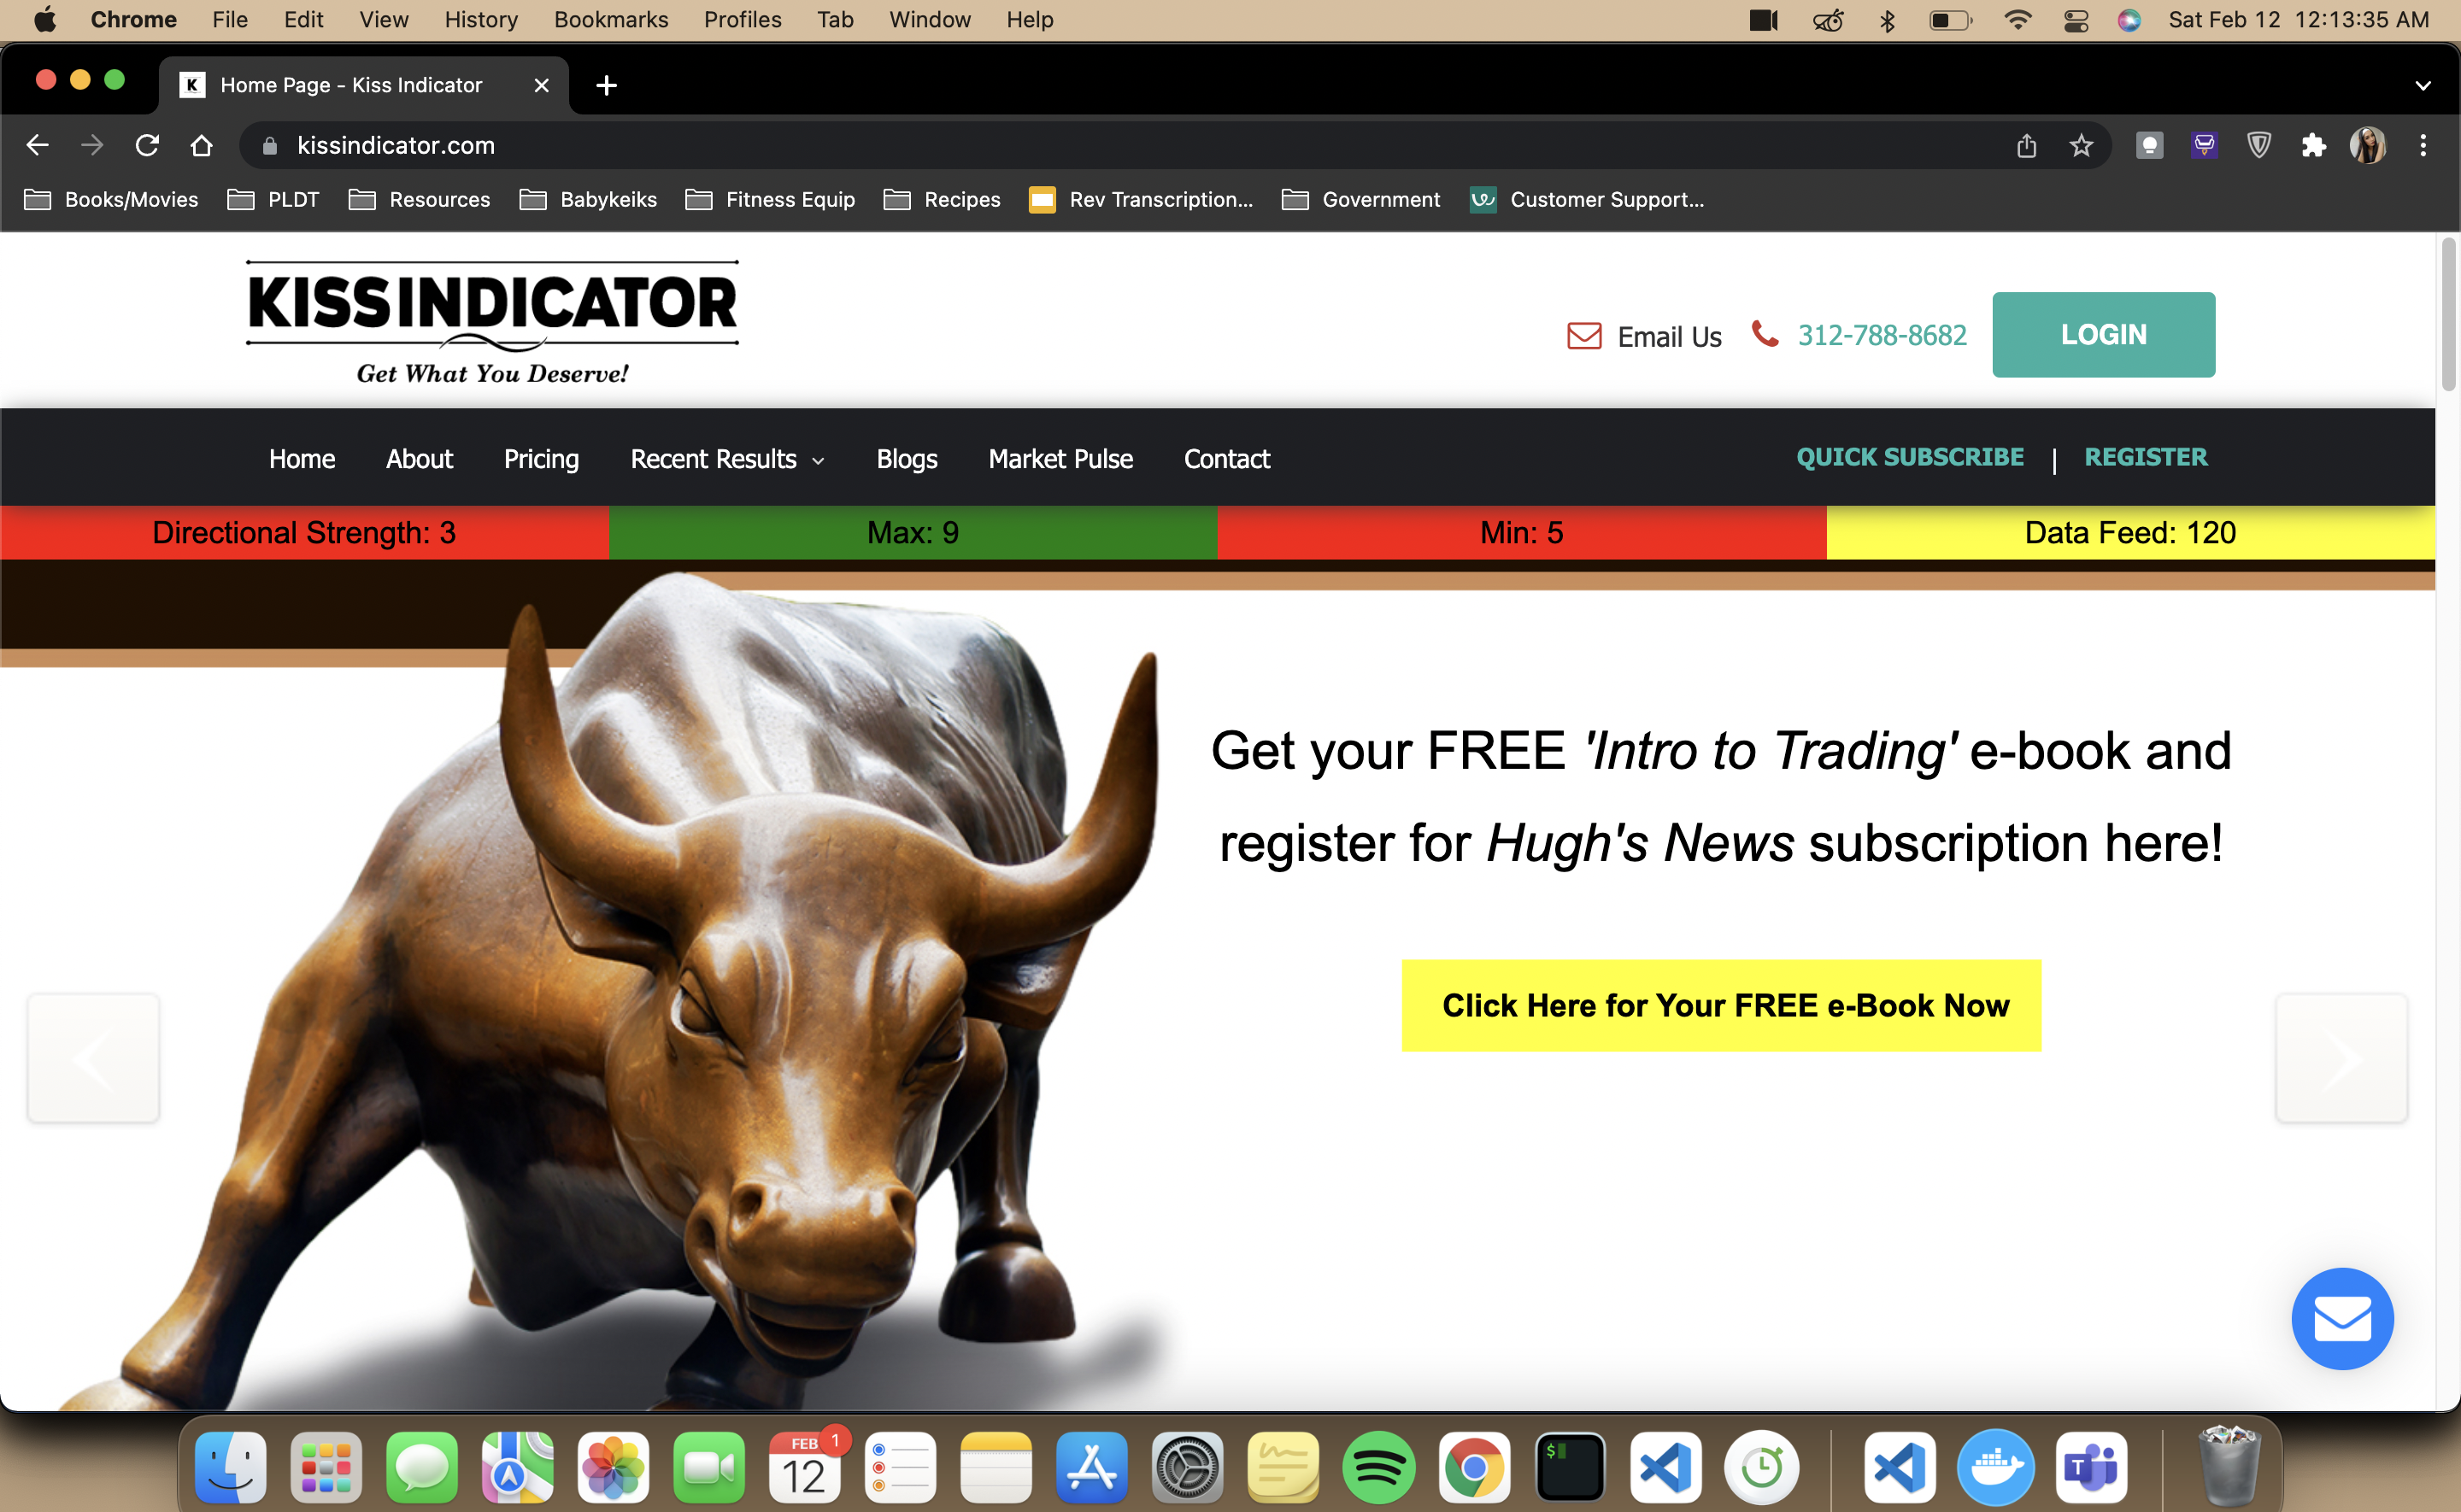 Chrome File Edit View History Bookmarks Profiles Tab Window Help Sat Feb 12 12:13:35 AM
K Home Page - Kiss Indicator
kissindicator.com
Books/Movies PLDT Resources Babykeiks Fitness Equip Recipes Rev Transcription... Government Customer Support...
KISSINDICATOR
Get What You Deserve!
Email Us 312-788-8682 LOGIN
Home About Pricing Recent Results Blogs Market Pulse Contact QUICK SUBSCRIBE | REGISTER
Directional Strength: 3 Max: 9 Min: 5 Data Feed: 120
Get your FREE 'Intro to Trading' e-book and
register for Hugh's News subscription here!
Click Here for Your FREE e-Book Now
FEB 1
12
$
T